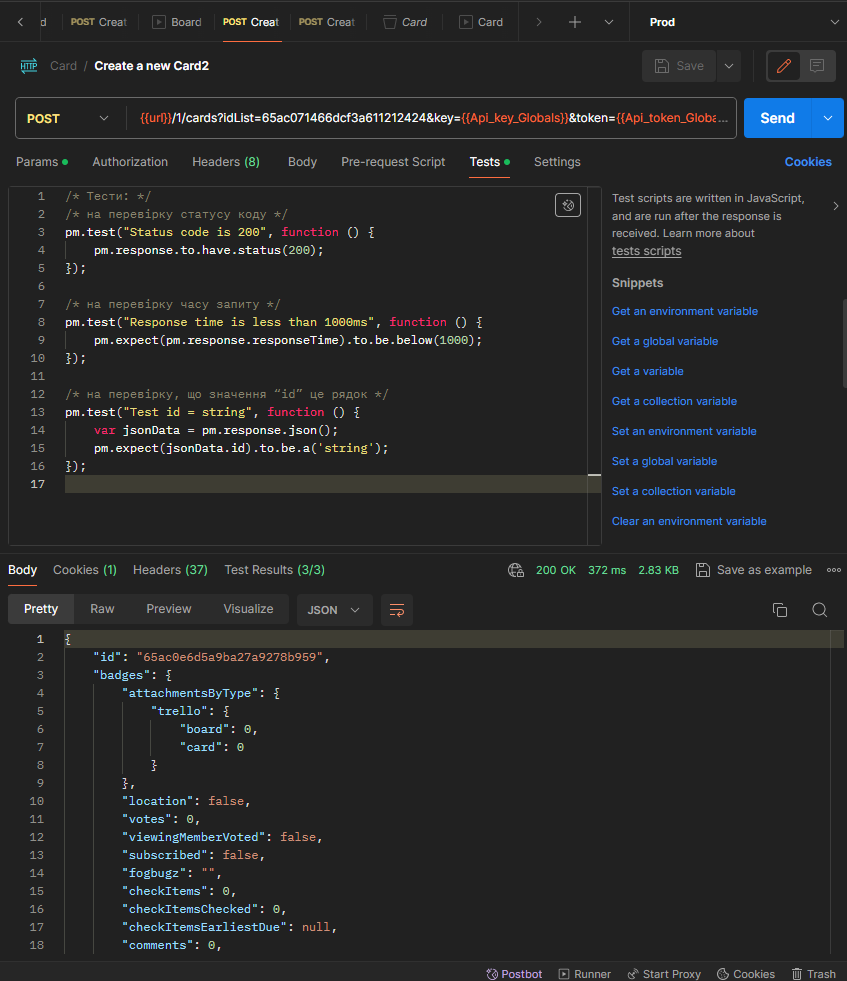 d
POST Creat
Board
POST Creat
POST Creat
Card
Card
Prod
HTTP
Card / Create a new Card2
Save
POST
{{url}}/1/cards?idList=65ac071466dcf3a611212424&key={{Api_key_Globals}}&token={{Api_token_Globa...
Send
Params
Authorization
Headers (8)
Body
Pre-request Script
Tests
Settings
Cookies
1 /* Тести: */
2 /* на перевірку статусу коду */
3 pm.test("Status code is 200", function () {
4 pm.response.to.have.status(200);
5 });
6
7 /* на перевірку часу запиту */
8 pm.test("Response time is less than 1000ms", function () {
9 pm.expect(pm.response.responseTime).to.be.below(1000);
10 });
11
12 /* на перевірку, що значення “id” це рядок */
13 pm.test("Test id = string", function () {
14 var jsonData = pm.response.json();
15 pm.expect(jsonData.id).to.be.a('string');
16 });
17
Test scripts are written in JavaScript,
and are run after the response is
received. Learn more about
tests scripts
Snippets
Get an environment variable
Get a global variable
Get a variable
Get a collection variable
Set an environment variable
Set a global variable
Set a collection variable
Clear an environment variable
Body
Cookies (1)
Headers (37)
Test Results (3/3)
200 OK
372 ms
2.83 KB
Save as example
Pretty
Raw
Preview
Visualize
JSON
1 {
2 "id": "65ac0e6d5a9ba27a9278b959",
3 "badges": {
4 "attachmentsByType": {
5 "trello": {
6 "board": 0,
7 "card": 0
8 }
9 },
10 "location": false,
11 "votes": 0,
12 "viewingMemberVoted": false,
13 "subscribed": false,
14 "fogbugz": "",
15 "checkItems": 0,
16 "checkItemsChecked": 0,
17 "checkItemsEarliestDue": null,
18 "comments": 0,
Postbot
Runner
Start Proxy
Cookies
Trash